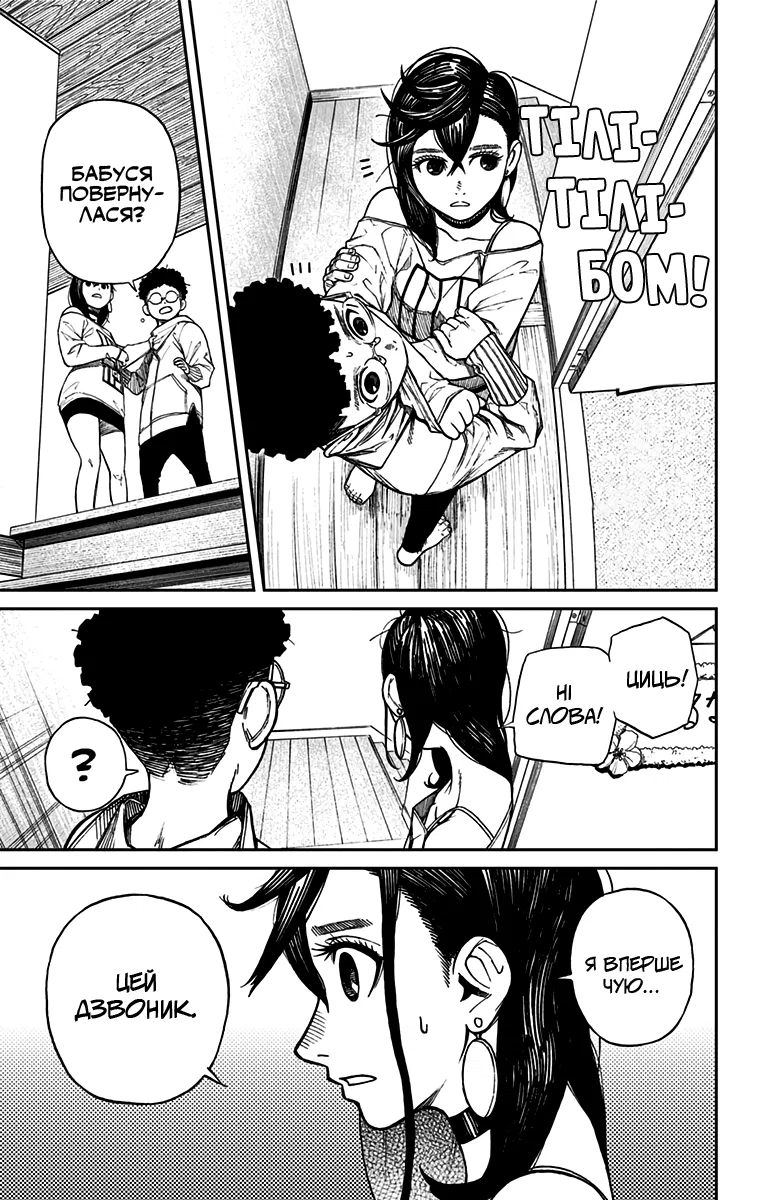 ТІЛІ-
ТІЛІ-
БОМ!
БАБУСЯ
ПОВЕРНУ-
ЛАСЯ?
ЦИЦЬ!
НІ
СЛОВА!
?
Я ВПЕРШЕ
ЧУЮ...
ЦЕЙ
ДЗВОНИК.